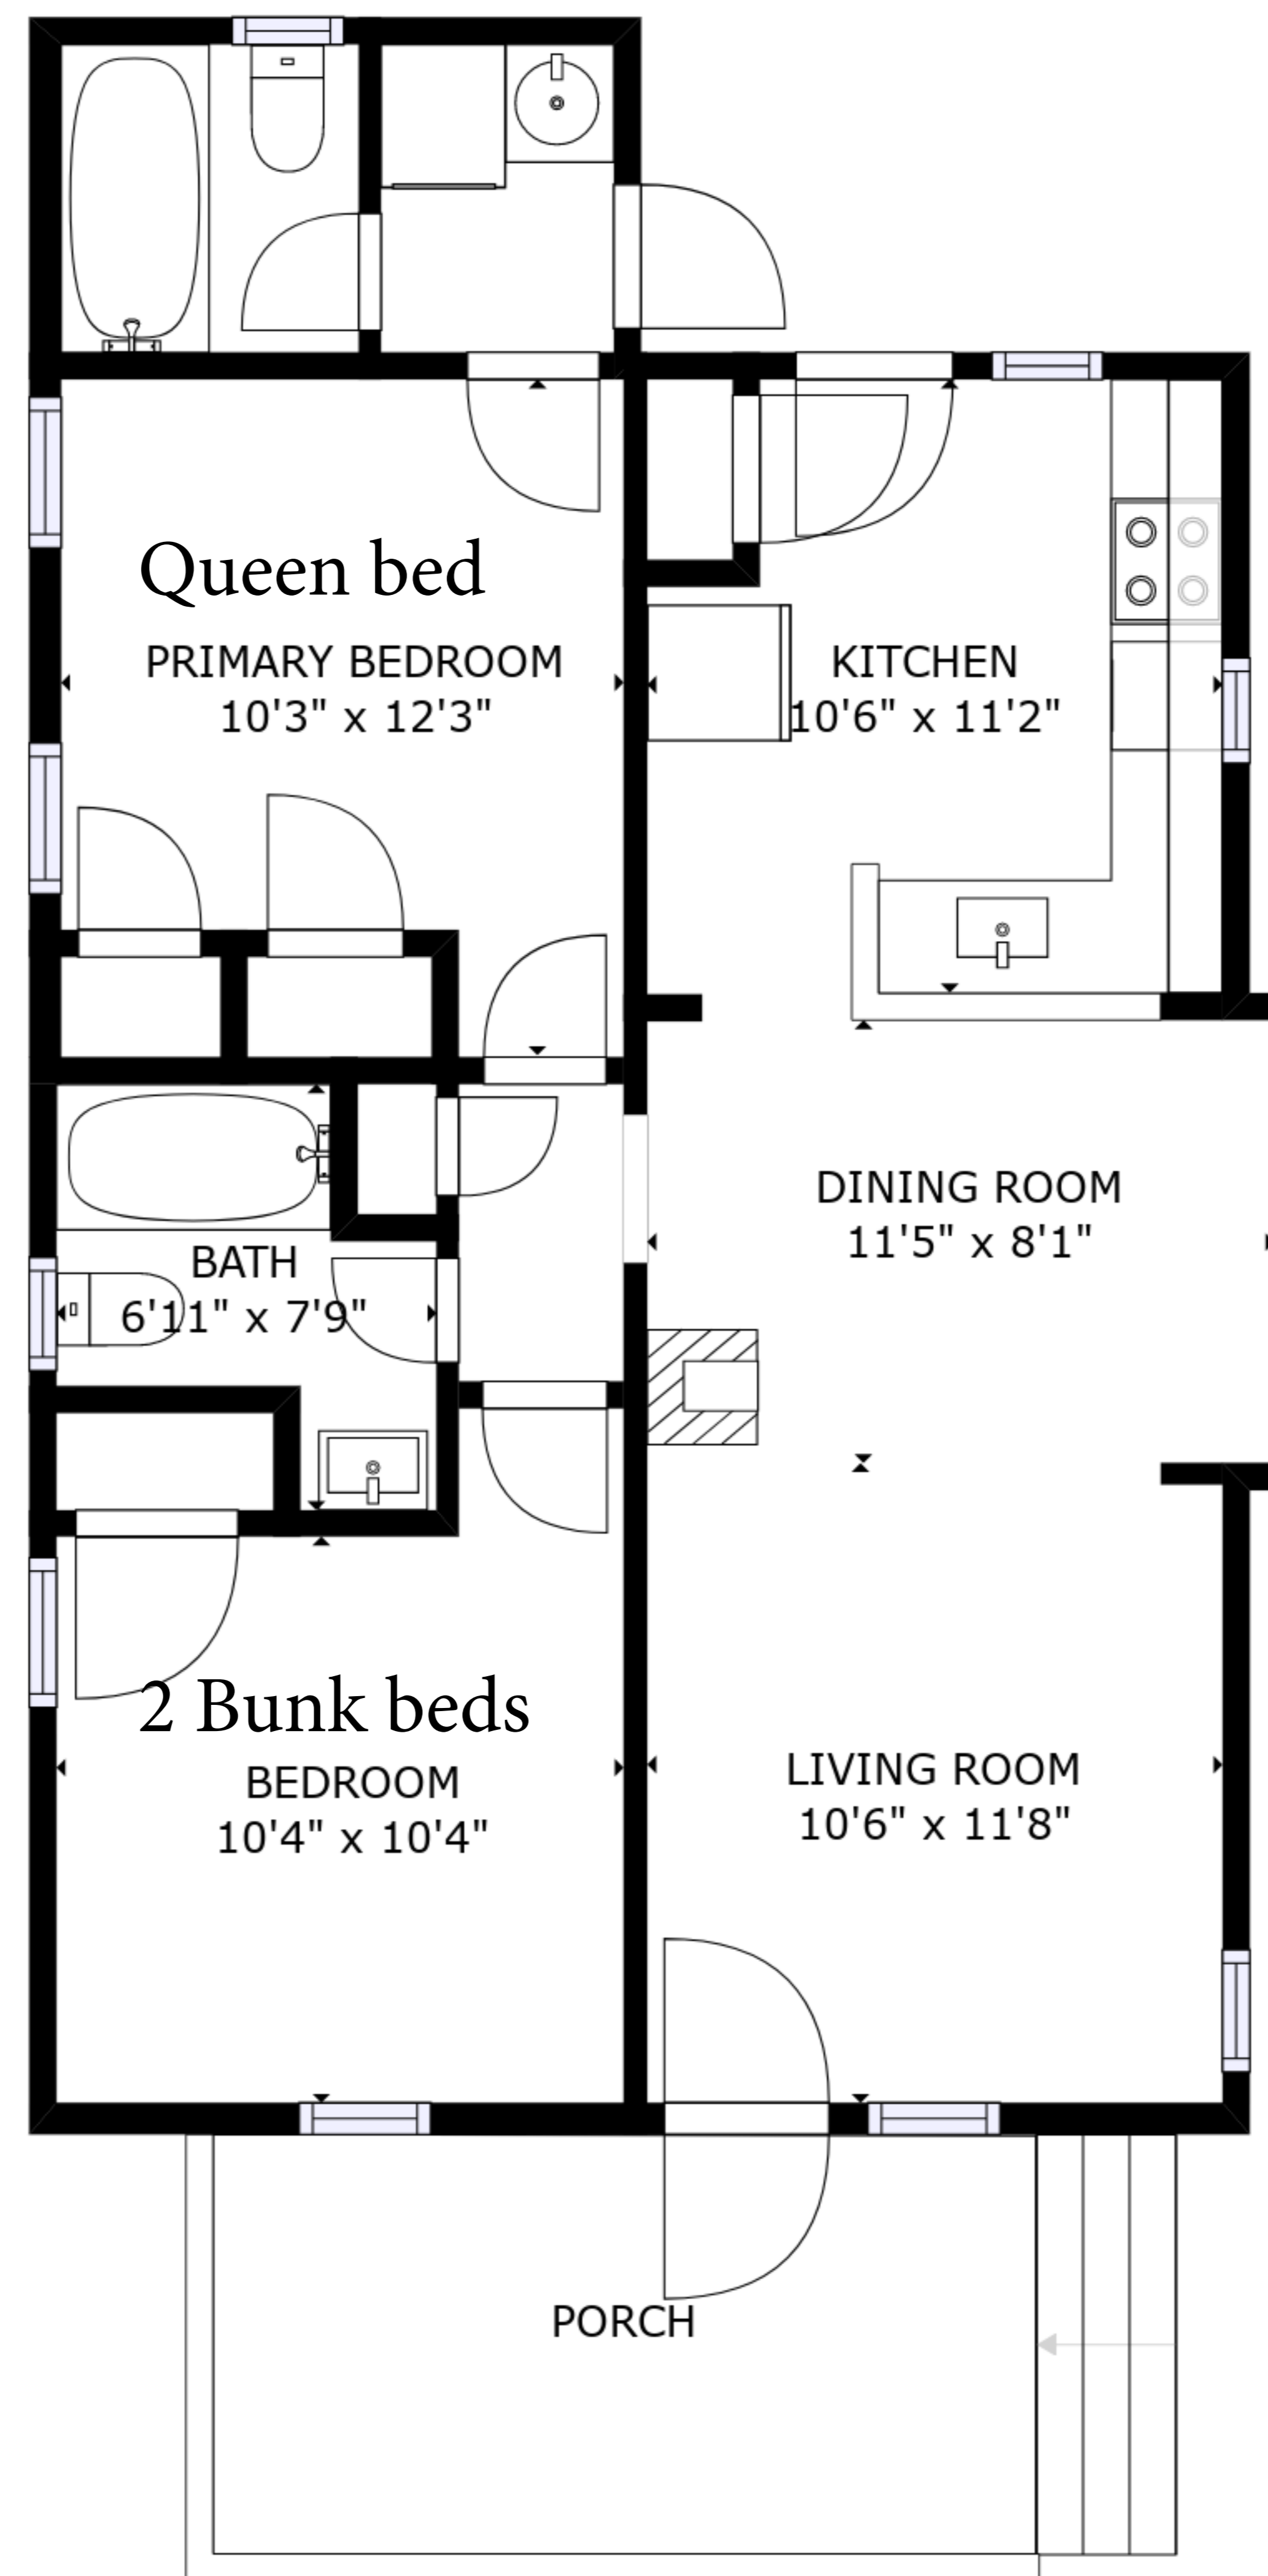 Queen bed
PRIMARY BEDROOM
10'3" x 12'3"
KITCHEN
10'6" x 11'2"
DINING ROOM
11'5" x 8'1"
BATH
6'11" x 7'9"
2 Bunk beds
BEDROOM
10'4" x 10'4"
LIVING ROOM
10'6" x 11'8"
PORCH